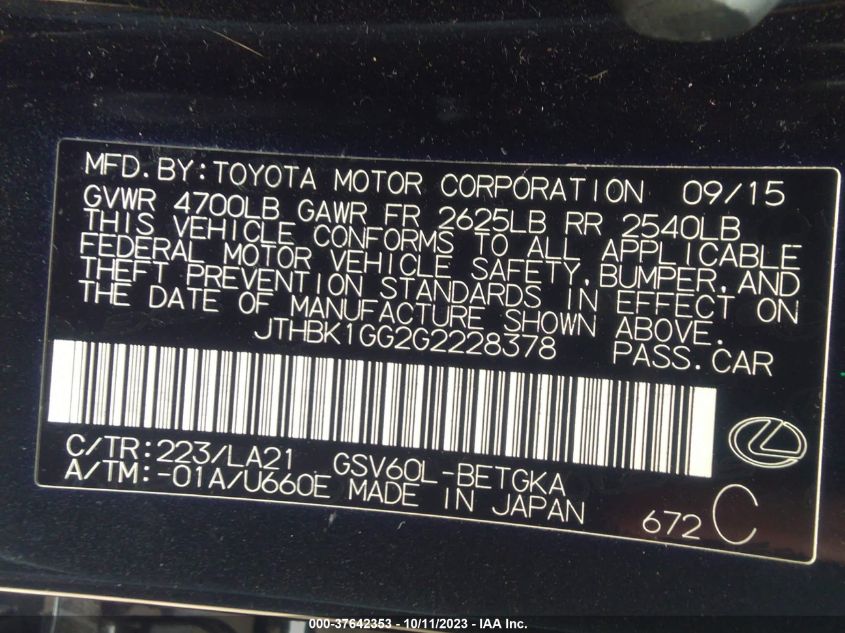 MFD.BY:TOYOTA MOTOR CORPORATION 09/15
GVWR 4700LB GAWR FR 2625LB RR 2540LB
THIS VEHICLE CONFORMS TO ALL APPLICABLE
FEDERAL MOTOR VEHICLE SAFETY,BUMPER,AND
THEFT PREVENTION STANDARDS IN EFFECT ON
THE DATE OF MANUFACTURE SHOWN ABOVE.
JTHBK1GG2G2228378 PASS.CAR
C/TR:223/LA21 GSV60L-BETGKA
A/TM:-01A/U660E MADE IN JAPAN
672 C
000-37642353 - 10/11/2023 - IAA Inc.